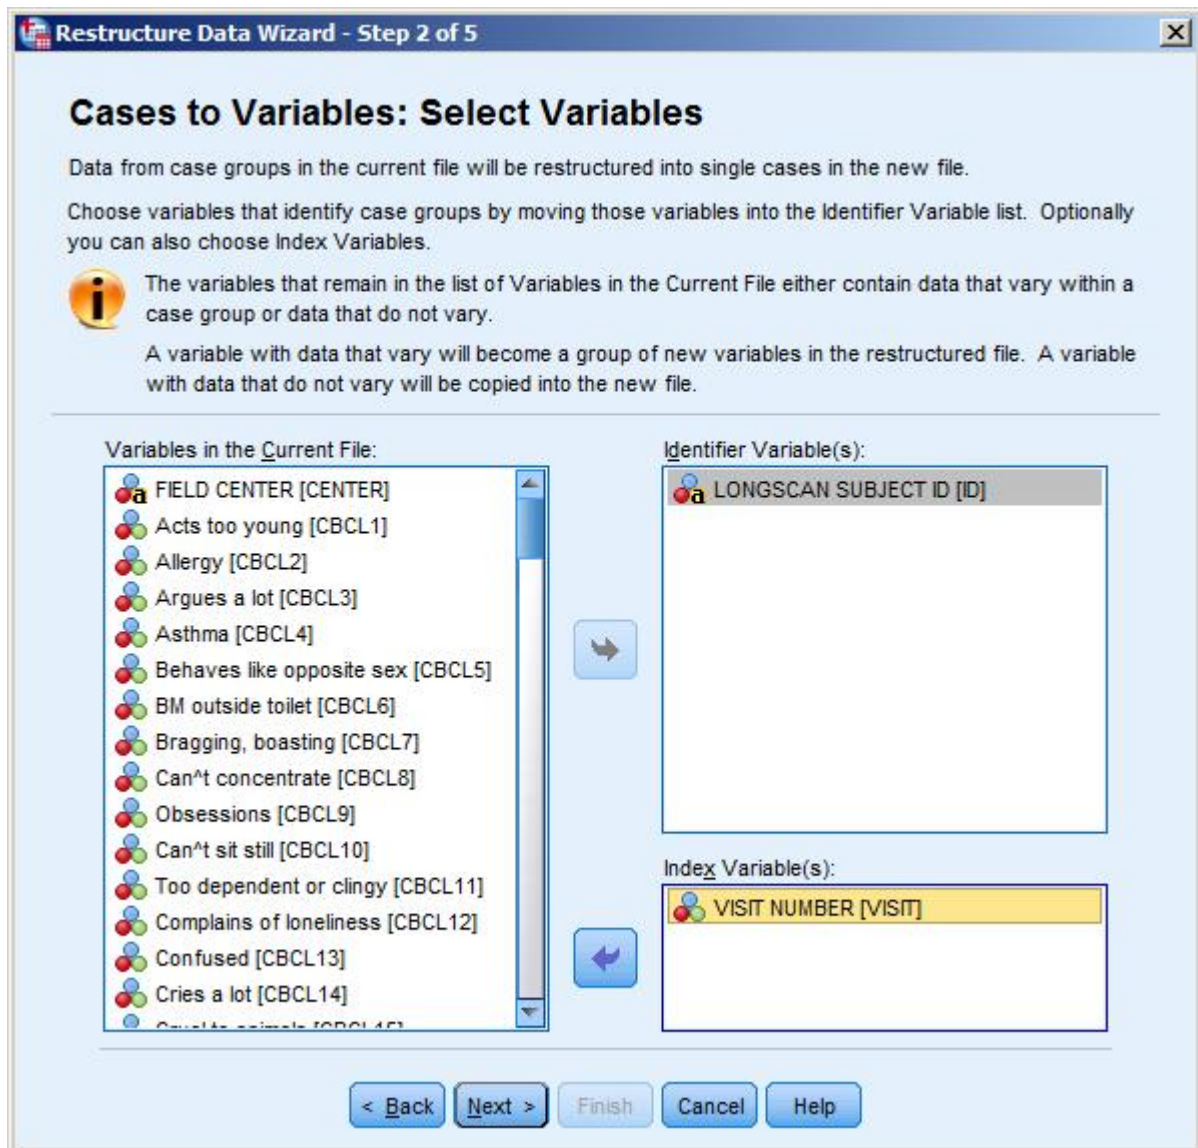 Restructure Data Wizard - Step 2 of 5
Cases to Variables: Select Variables
Data from case groups in the current file will be restructured into single cases in the new file.
Choose variables that identify case groups by moving those variables into the Identifier Variable list. Optionally
you can also choose Index Variables.
The variables that remain in the list of Variables in the Current File either contain data that vary within a
case group or data that do not vary.
A variable with data that vary will become a group of new variables in the restructured file. A variable
with data that do not vary will be copied into the new file.
Variables in the Current File:
FIELD CENTER [CENTER]
Acts too young [CBCL1]
Allergy [CBCL2]
Argues a lot [CBCL3]
Asthma [CBCL4]
Behaves like opposite sex [CBCL5]
BM outside toilet [CBCL6]
Bragging, boasting [CBCL7]
Can^t concentrate [CBCL8]
Obsessions [CBCL9]
Can^t sit still [CBCL10]
Too dependent or clingy [CBCL11]
Complains of loneliness [CBCL12]
Confused [CBCL13]
Cries a lot [CBCL14]
Identifier Variable(s):
LONGSCAN SUBJECT ID [ID]
Index Variable(s):
VISIT NUMBER [VISIT]
< Back Next > Finish Cancel Help